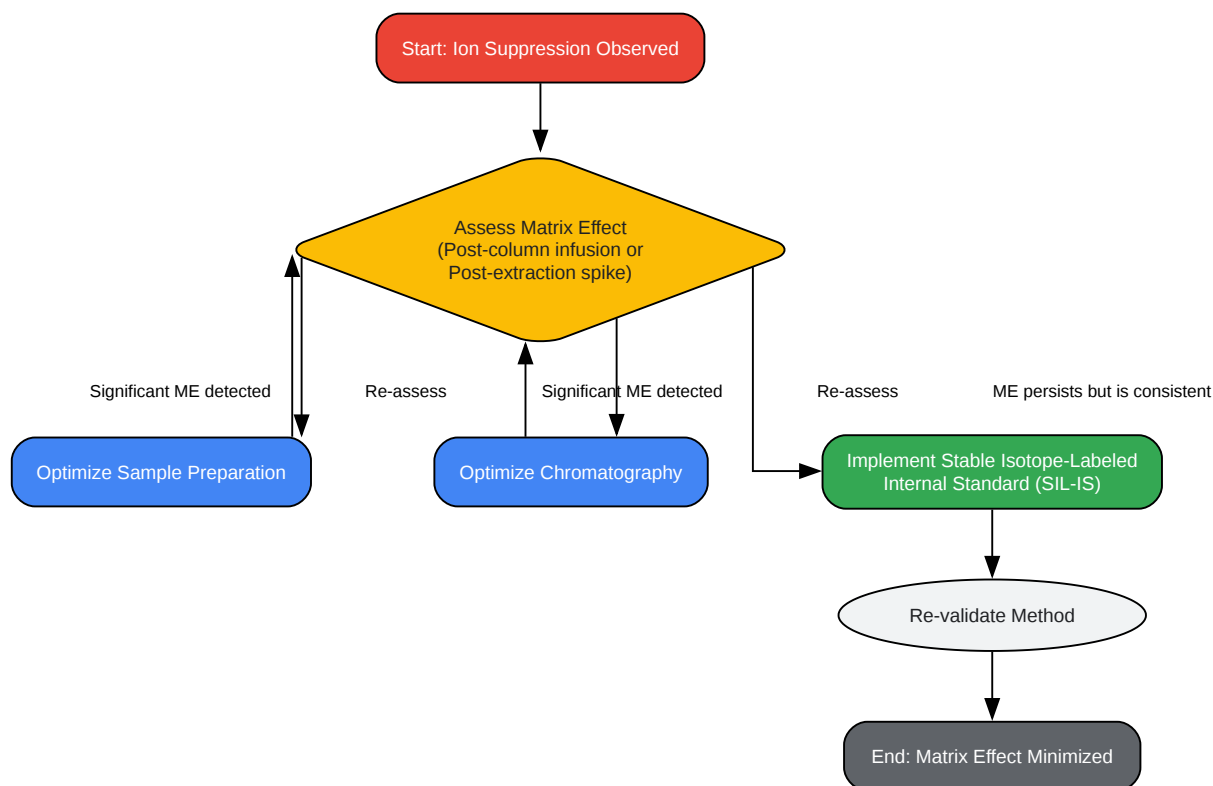 Start: Ion Suppression Observed
Assess Matrix Effect
(Post-column infusion or
Post-extraction spike)
Significant ME detected
Re-assess
Significant ME detected
Re-assess
ME persists but is consistent
Optimize Sample Preparation
Optimize Chromatography
Implement Stable Isotope-Labeled
Internal Standard (SIL-IS)
Re-validate Method
End: Matrix Effect Minimized